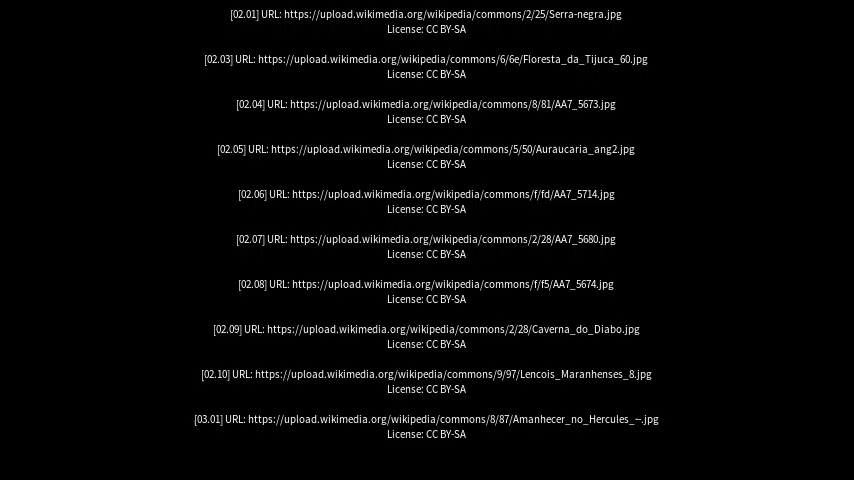 [02.01] URL: https://upload.wikimedia.org/wikipedia/commons/2/25/Serra-negra.jpg
License: CC BY-SA
[02.03] URL: https://upload.wikimedia.org/wikipedia/commons/6/6e/Floresta_da_Tijuca_60.jpg
License: CC BY-SA
[02.04] URL: https://upload.wikimedia.org/wikipedia/commons/8/81/AA7_5673.jpg
License: CC BY-SA
[02.05] URL: https://upload.wikimedia.org/wikipedia/commons/5/50/Auraucaria_ang2.jpg
License: CC BY-SA
[02.06] URL: https://upload.wikimedia.org/wikipedia/commons/f/fd/AA7_5714.jpg
License: CC BY-SA
[02.07] URL: https://upload.wikimedia.org/wikipedia/commons/2/28/AA7_5680.jpg
License: CC BY-SA
[02.08] URL: https://upload.wikimedia.org/wikipedia/commons/f/f5/AA7_5674.jpg
License: CC BY-SA
[02.09] URL: https://upload.wikimedia.org/wikipedia/commons/2/28/Caverna_do_Diabo.jpg
License: CC BY-SA
[02.10] URL: https://upload.wikimedia.org/wikipedia/commons/9/97/Lencois_Maranhenses_8.jpg
License: CC BY-SA
[03.01] URL: https://upload.wikimedia.org/wikipedia/commons/8/87/Amanhecer_no_Hercules_--.jpg
License: CC BY-SA